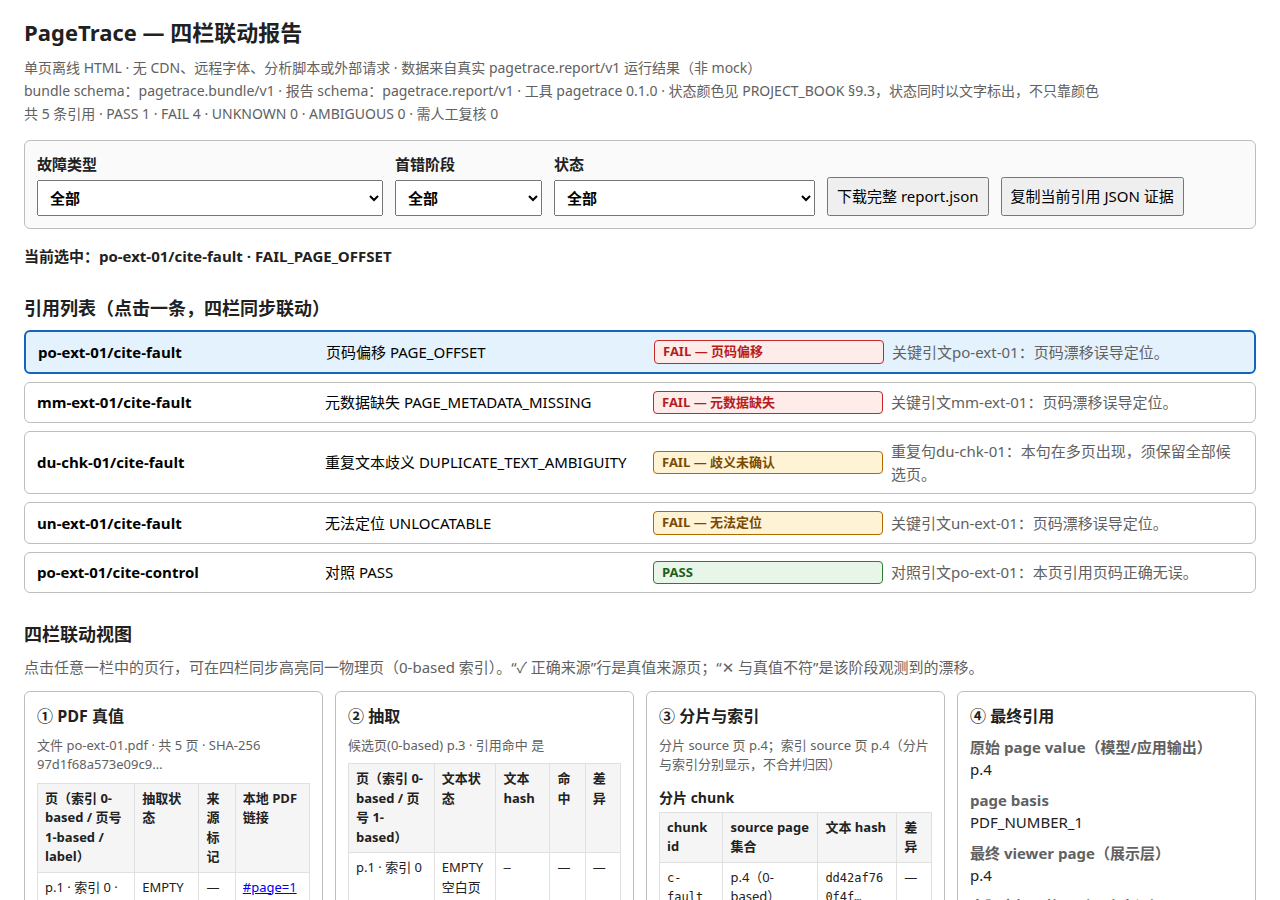 PageTrace — 四栏联动报告
单页离线 HTML · 无 CDN、远程字体、分析脚本或外部请求 · 数据来自真实 pagetrace.report/v1 运行结果（非 mock）
bundle schema：pagetrace.bundle/v1 · 报告 schema：pagetrace.report/v1 · 工具 pagetrace 0.1.0 · 状态颜色见 PROJECT_BOOK §9.3，状态同时以文字标出，不只靠颜色
共 5 条引用 · PASS 1 · FAIL 4 · UNKNOWN 0 · AMBIGUOUS 0 · 需人工复核 0
故障类型 首错阶段 状态
全部 全部 全部 下载完整 report.json 复制当前引用 JSON 证据
当前选中：po-ext-01/cite-fault · FAIL_PAGE_OFFSET
引用列表（点击一条，四栏同步联动）
po-ext-01/cite-fault 页码偏移 PAGE_OFFSET FAIL — 页码偏移 关键引文po-ext-01：页码漂移误导定位。
mm-ext-01/cite-fault 元数据缺失 PAGE_METADATA_MISSING FAIL — 元数据缺失 关键引文mm-ext-01：页码漂移误导定位。
du-chk-01/cite-fault 重复文本歧义 DUPLICATE_TEXT_AMBIGUITY FAIL — 歧义未确认 重复句du-chk-01：本句在多页出现，须保留全部候
选页。
un-ext-01/cite-fault 无法定位 UNLOCATABLE FAIL — 无法定位 关键引文un-ext-01：页码漂移误导定位。
po-ext-01/cite-control 对照 PASS PASS 对照引文po-ext-01：本页引用页码正确无误。
四栏联动视图
点击任意一栏中的页行，可在四栏同步高亮同一物理页（0-based 索引）。“✓ 正确来源”行是真值来源页；“✕ 与真值不符”是该阶段观测到的漂移。
① PDF 真值
文件 po-ext-01.pdf · 共 5 页 · SHA-256
97d1f68a573e09c9…
页（索引 0-
based / 页号
1-based /
label）
抽取状
态
来
源
标
记
本地 PDF
链接
p.1 · 索引 0 · EMPTY — #page=1
② 抽取
候选页(0-based) p.3 · 引用命中 是
页（索引 0-
based / 页
号 1-
based）
文本状
态
文本
hash
命
中
差
异
p.1 · 索引 0 EMPTY – — —
空白页
③ 分片与索引
分片 source 页 p.4；索引 source 页 p.4（分片
与索引分别显示，不合并归因）
分片 chunk
chunk
id
source page
集合
文本 hash
差
异
c-
fault
p.4（0-
based）
dd42af76
0f4f…
—
④ 最终引用
原始 page value（模型/应用输出）
p.4
page basis
PDF_NUMBER_1
最终 viewer page（展示层）
p.4